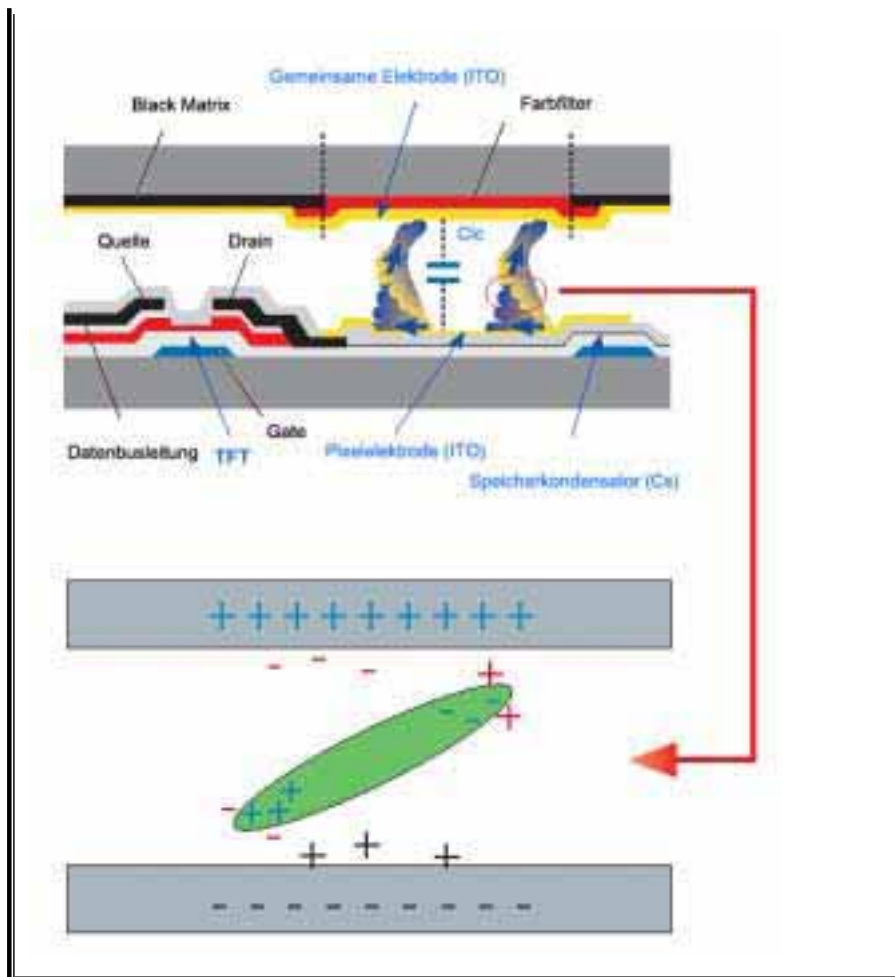 Gemeinsame Elektrode (ITO)
Black Matrix
Farbfilter
Quelle
Drain
Clc
Datenbusleitung
TFT
Gate
Pixelelektrode (ITO)
Speicherkondensator (Cs)
+ + + + + + + + +
- - -
+
- - -
+
+ + +
-
-
+ + +
- - - - - - - - -